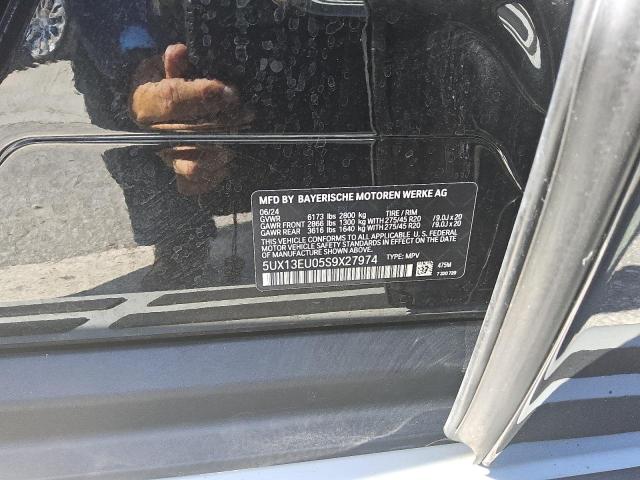 MFD BY BAYERISCHE MOTOREN WERKE AG
06/24 TIRE / RIM
GVWR 6173 lbs 2800 kg
GAWR FRONT 2866 lbs 1300 kg WITH 275/45 R20 / 9.0J x 20
GAWR REAR 3616 lbs 1640 kg WITH 275/45 R20 / 9.0J x 20
THIS VEHICLE CONFORMS TO ALL APPLICABLE U.S. FEDERAL
MOTOR VEHICLE SAFETY STANDARDS IN EFFECT ON THE
DATE OF MANUFACTURE SHOWN ABOVE.
5UX13EU05S9X27974 TYPE: MPV
475M